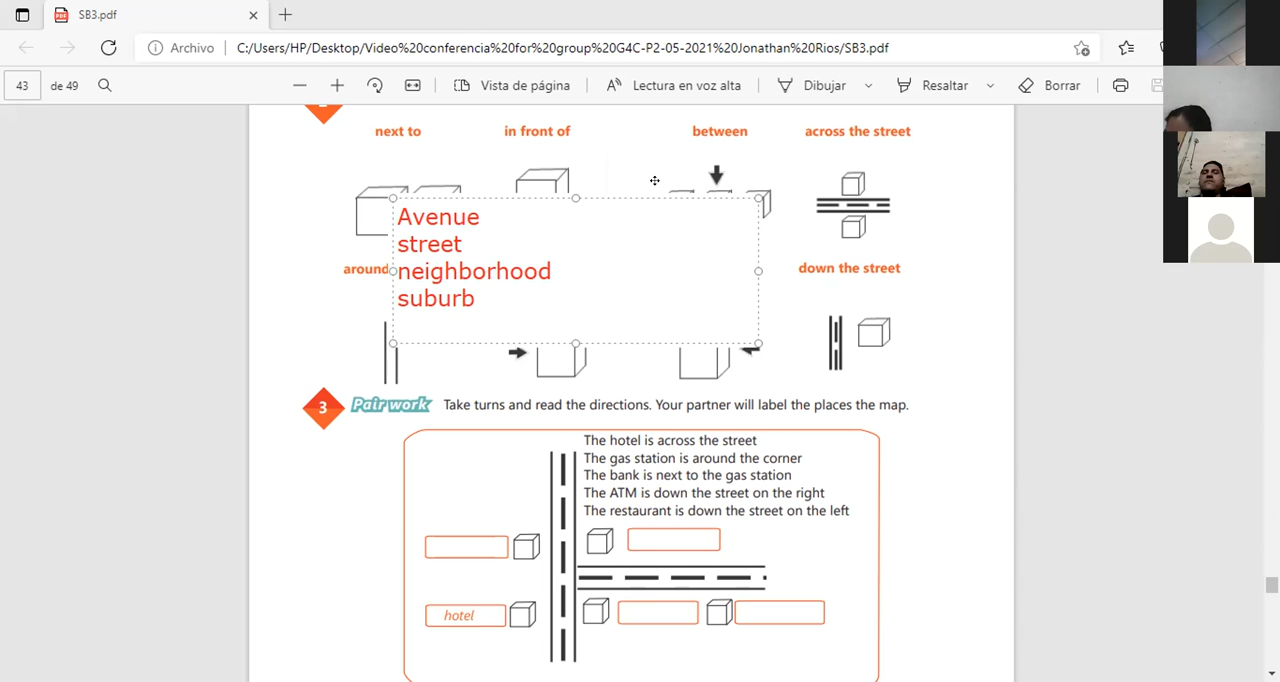 SB3.pdf
Archivo
C:/Users/HP/Desktop/Video%20conferencia%20for%20group%20G4C-P2-05-2021%20Jonathan%20Rios/SB3.pdf
43
de 49
Vista de página
Lectura en voz alta
Dibujar
Resaltar
Borrar
next to
in front of
between
across the street
Avenue
street
neighborhood
suburb
around
down the street
3
Pair work
Take turns and read the directions. Your partner will label the places the map.
The hotel is across the street
The gas station is around the corner
The bank is next to the gas station
The ATM is down the street on the right
The restaurant is down the street on the left
hotel